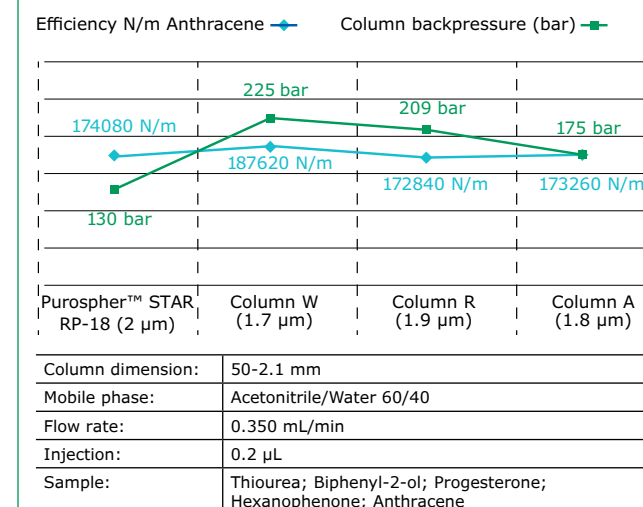 Efficiency N/m Anthracene Column backpressure (bar)
225 bar
209 bar
174080 N/m
175 bar
187620 N/m
172840 N/m
173260 N/m
130 bar
Purospher™ STAR
RP-18 (2 µm)
Column W
(1.7 µm)
Column R
(1.9 µm)
Column A
(1.8 µm)
Column dimension: 50-2.1 mm
Mobile phase: Acetonitrile/Water 60/40
Flow rate: 0.350 mL/min
Injection: 0.2 µL
Sample: Thiourea; Biphenyl-2-ol; Progesterone;
Hexanophenone; Anthracene